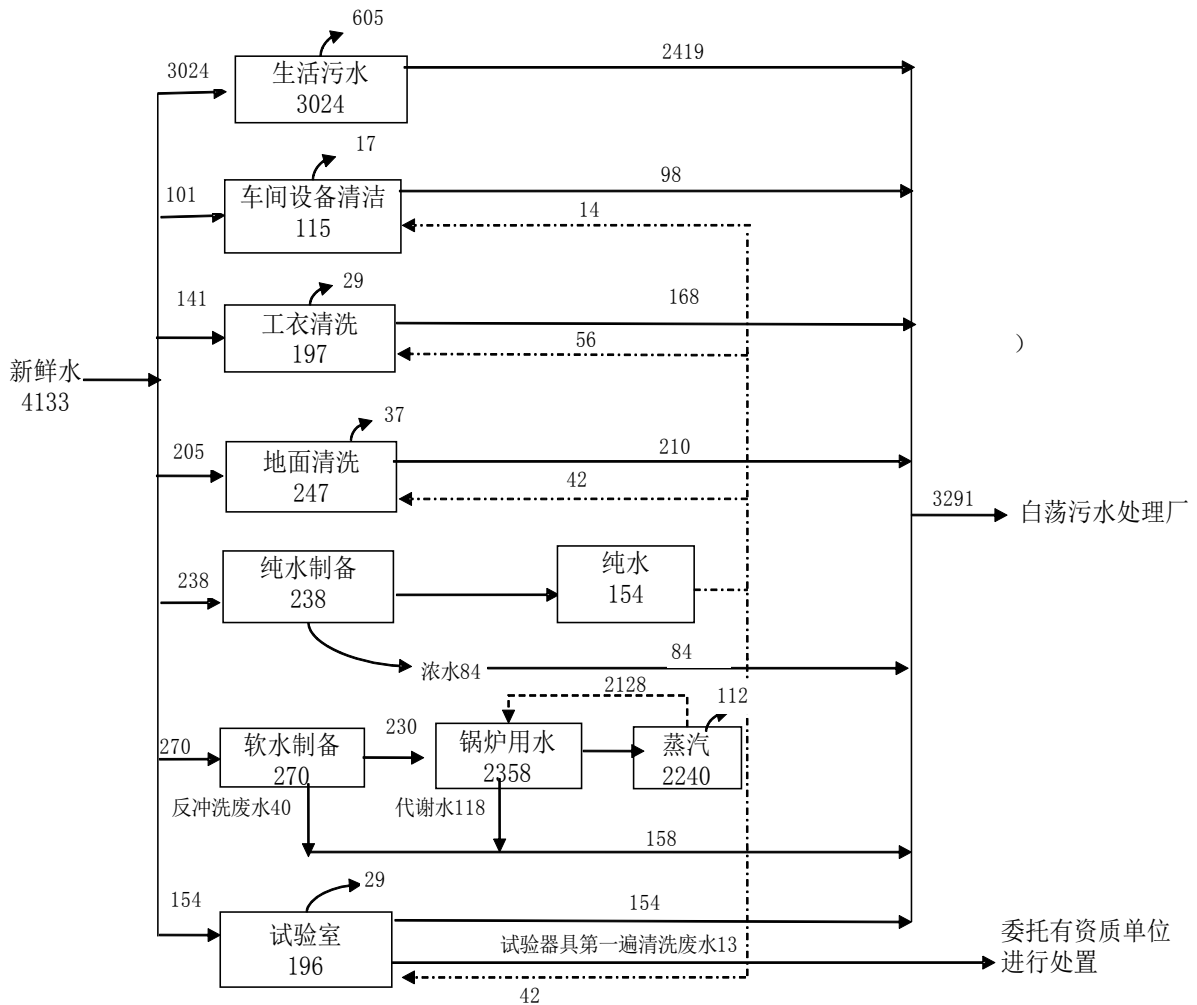 605
3024
生活污水
3024
2419
17
101
车间设备清洁
115
98
14
29
141
工衣清洗
197
168
56
)
新鲜水
4133
37
205
地面清洗
247
210
42
3291
白荡污水处理厂
238
纯水制备
238
纯水
154
浓水84
84
2128
112
270
软水制备
270
230
锅炉用水
2358
蒸汽
2240
反冲洗废水40
代谢水118
158
29
154
试验室
196
154
试验器具第一遍清洗废水13
42
委托有资质单位
进行处置